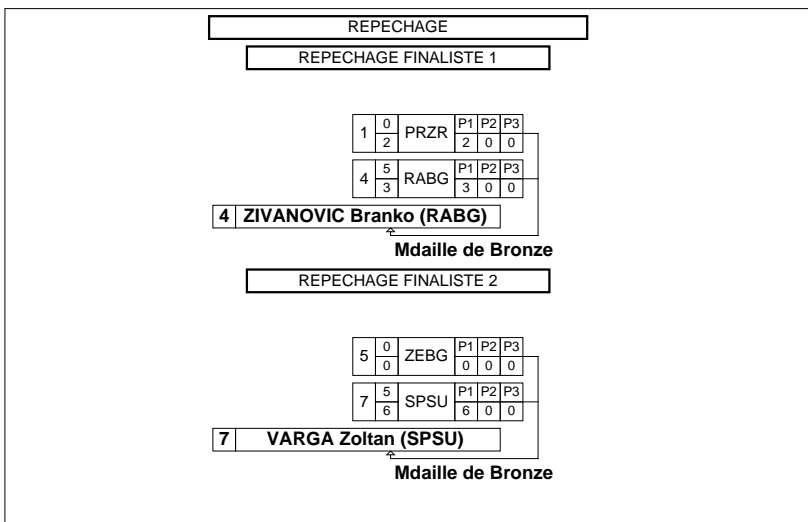 REPECHAGE
REPECHAGE FINALISTE 1
0 P1 P2 P3
1 PRZR
2 2 0 0
5 P1 P2 P3
4 RABG
3 3 0 0
4 ZIVANOVIC Branko (RABG)
Mdaille de Bronze
REPECHAGE FINALISTE 2
0 P1 P2 P3
5 ZEBG
0 0 0 0
5 P1 P2 P3
7 SPSU
6 6 0 0
7 VARGA Zoltan (SPSU)
Mdaille de Bronze